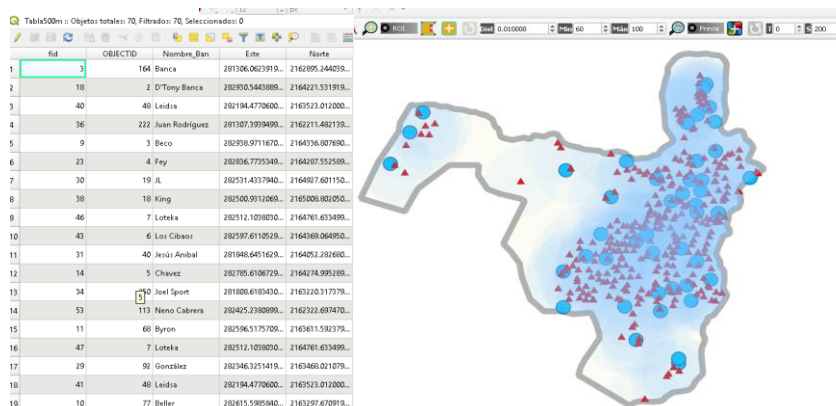 Tabla500m :: Objetos totales: 70, Filtrados: 70, Seleccionados: 0
ROI Dist 0.010000 Min 60 Máx 100 Previa T 0 S 200
fid OBJECTID Nombre_Ban Este Norte
1 3 164 Banca 281306.0623919... 2162895.244039...
2 18 2 D'Tony Banca 282930.5443889... 2164221.531919...
3 40 48 Leidsa 282194.4770600... 2163523.012000...
4 36 222 Juan Rodríguez 281307.3939499... 2162211.482139...
5 9 3 Beco 282938.9711670... 2164336.807690...
6 23 4 Fey 282836.7735349... 2164287.552589...
7 30 19 JL 282531.4337940... 2164927.601150...
8 38 18 King 282500.9312069... 2165008.802050...
9 46 7 Loteka 282512.1038030... 2164761.633499...
10 43 6 Los Cibaos 282597.6110529... 2164369.064950...
11 31 40 Jesús Anibal 281848.6451629... 2164052.282680...
12 14 5 Chavez 282785.6106729... 2164274.995289...
13 34 Joel Sport 281808.6183430... 2163220.317379...
5
14 53 113 Neno Cabrera 282425.2380899... 2162322.697470...
15 11 68 Byron 282596.5175709... 2163611.592379...
16 47 7 Loteka 282512.1038030... 2164761.633499...
17 29 92 González 282346.3251419... 2163468.021079...
18 41 48 Leidsa 282194.4770600... 2163523.012000...
19 10 77 Beller 282615.5985840... 2163297.670919...